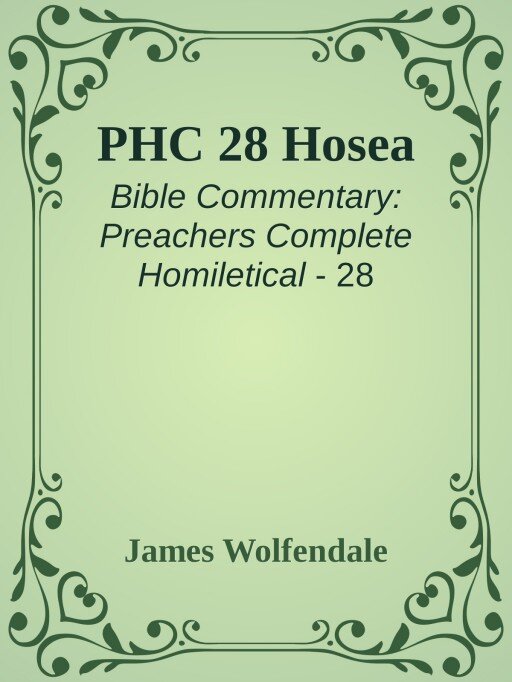 PHC 28 Hosea
Bible Commentary:
Preachers Complete
Homiletical - 28
James Wolfendale